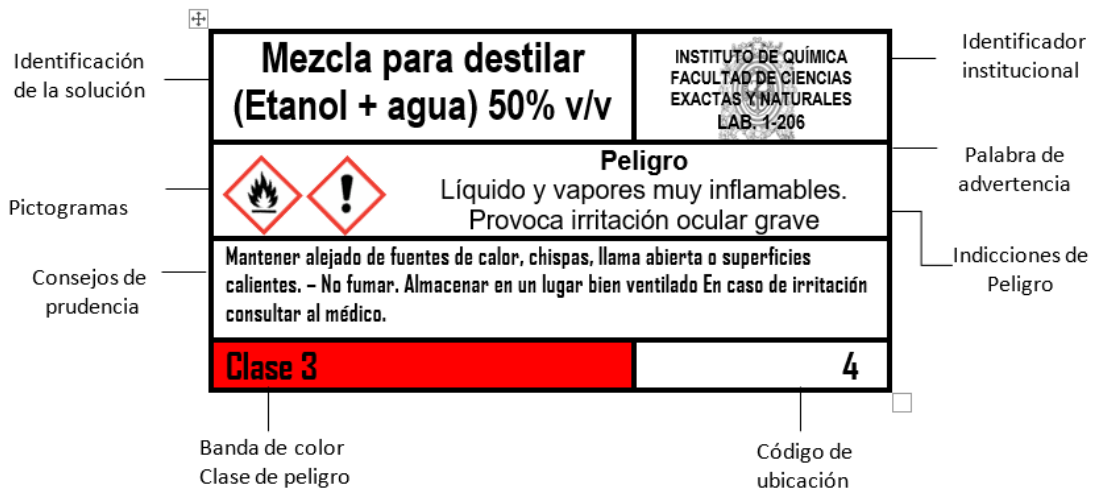 Identificación
de la solución
Mezcla para destilar
(Etanol + agua) 50% v/v
INSTITUTO DE QUÍMICA
FACULTAD DE CIENCIAS
EXACTAS Y NATURALES
LAB. 1-206
Identificador
institucional
Pictogramas
Peligro
Líquido y vapores muy inflamables.
Provoca irritación ocular grave
Palabra de
advertencia
Indicciones de
Peligro
Consejos de
prudencia
Mantener alejado de fuentes de calor, chispas, llama abierta o superficies
calientes. – No fumar. Almacenar en un lugar bien ventilado En caso de irritación
consultar al médico.
Clase 3
4
Banda de color
Clase de peligro
Código de
ubicación